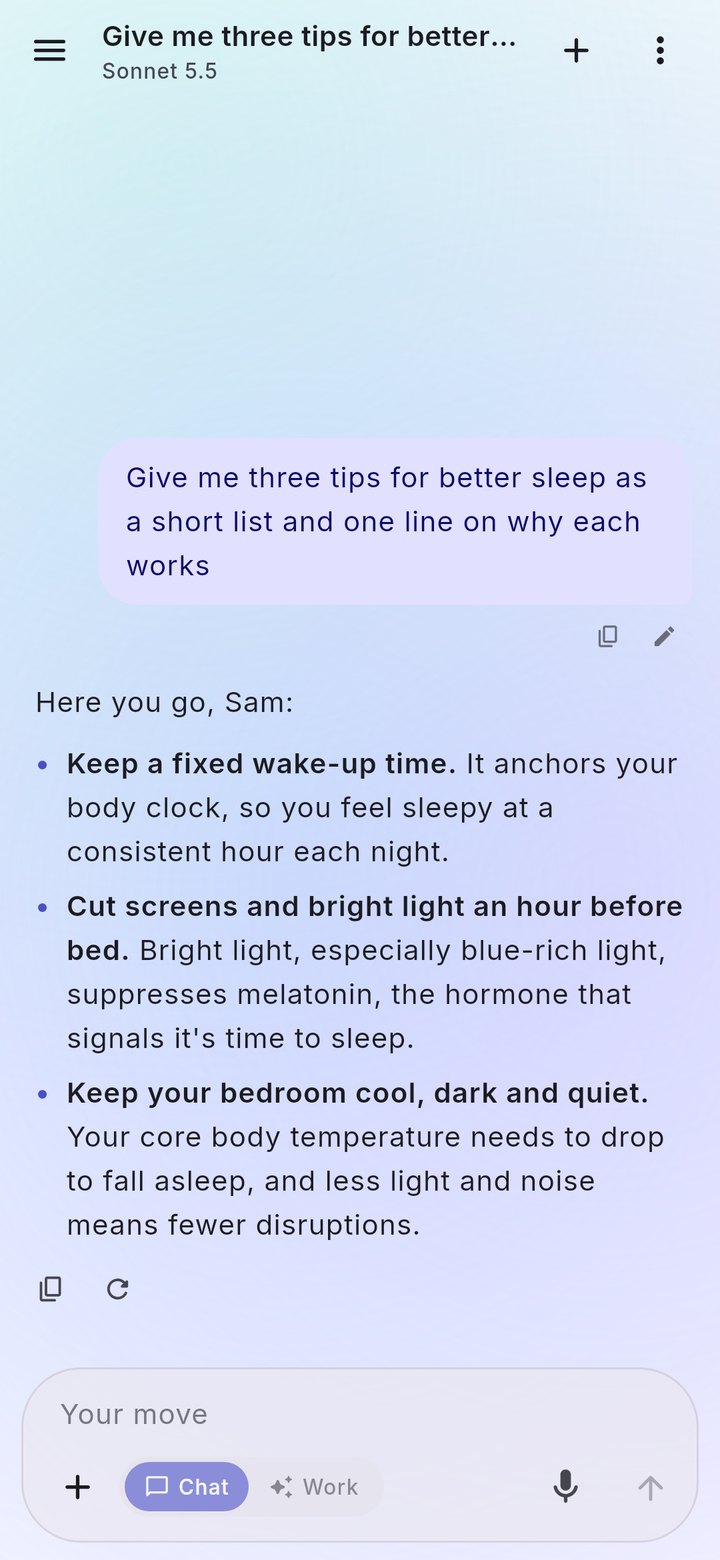 Give me three tips for better...
Sonnet 5.5
Give me three tips for better sleep as
a short list and one line on why each
works
Here you go, Sam:
• Keep a fixed wake-up time. It anchors your
body clock, so you feel sleepy at a
consistent hour each night.
• Cut screens and bright light an hour before
bed. Bright light, especially blue-rich light,
suppresses melatonin, the hormone that
signals it's time to sleep.
• Keep your bedroom cool, dark and quiet.
Your core body temperature needs to drop
to fall asleep, and less light and noise
means fewer disruptions.
Your move
Chat
Work